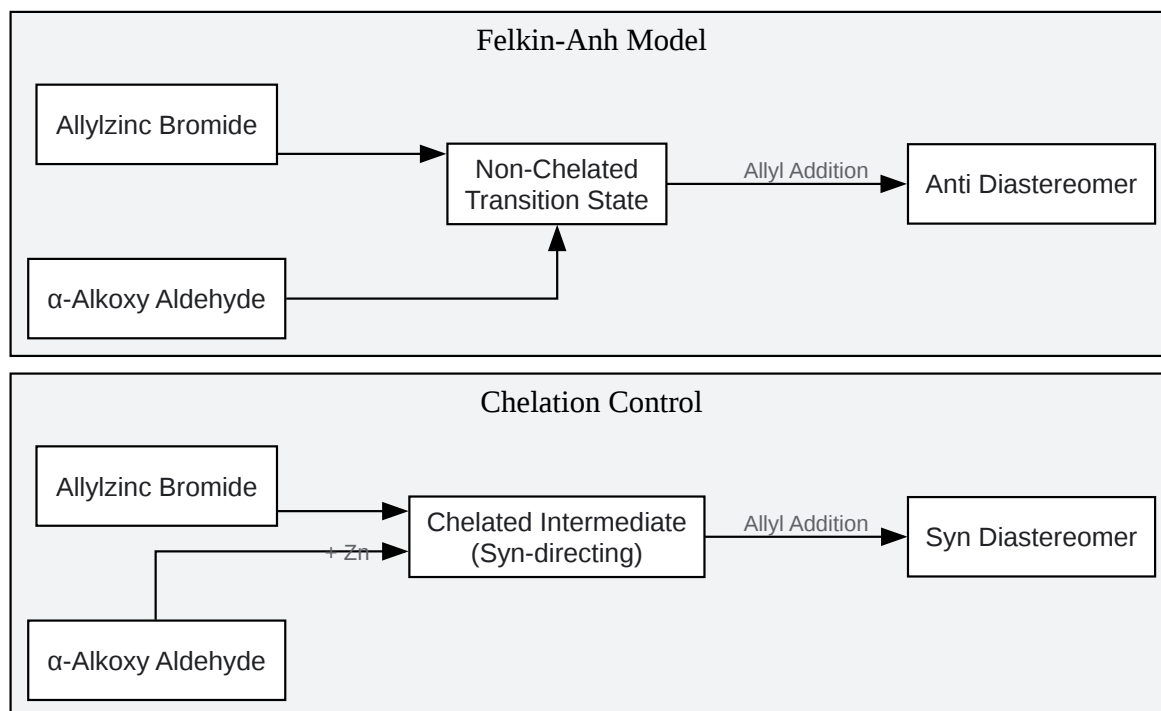 Felkin-Anh Model
Allylzinc Bromide
Non-Chelated
Transition State
Allyl Addition
Anti Diastereomer
α-Alkoxy Aldehyde
Chelation Control
Allylzinc Bromide
Chelated Intermediate
(Syn-directing)
Allyl Addition
Syn Diastereomer
+ Zn
α-Alkoxy Aldehyde